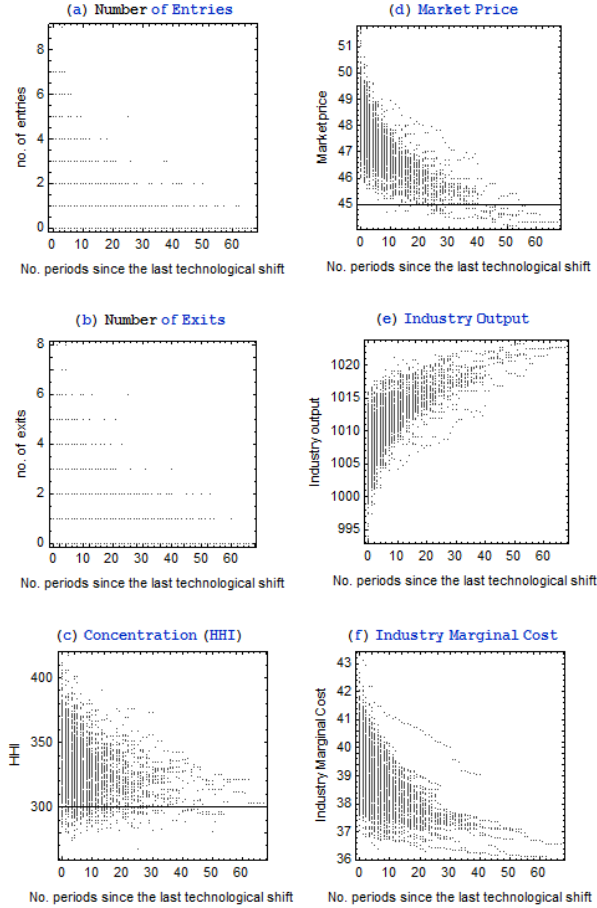 (a) Number of Entries
no. of entries
8
6
4
2
0
0 10 20 30 40 50 60
No. periods since the last technological shift
(d) Market Price
Market price
51
50
49
48
47
46
45
0 10 20 30 40 50 60
No. periods since the last technological shift
(b) Number of Exits
no. of exits
8
6
4
2
0
0 10 20 30 40 50 60
No. periods since the last technological shift
(e) Industry Output
Industry output
1020
1015
1010
1005
1000
995
0 10 20 30 40 50 60
No. periods since the last technological shift
(c) Concentration (HHI)
HHI
400
350
300
0 10 20 30 40 50 60
No. periods since the last technological shift
(f) Industry Marginal Cost
Industry Marginal Cost
43
42
41
40
39
38
37
36
0 10 20 30 40 50 60
No. periods since the last technological shift